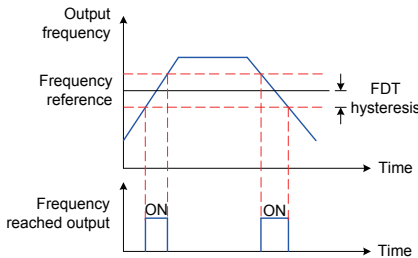 Output
frequency
Frequency
reference
FDT
hysteresis
Time
Frequency
reached output
ON
ON
Time